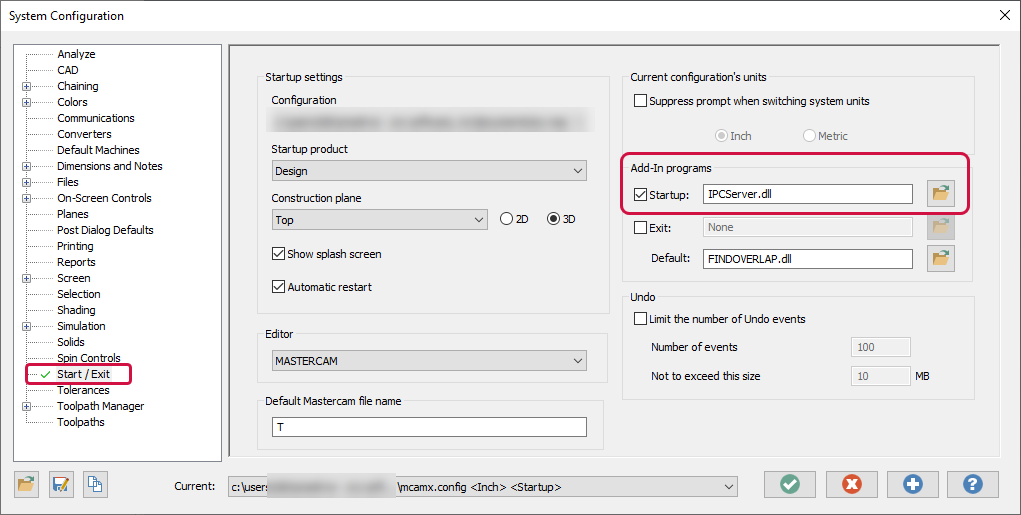 System Configuration
Analyze
CAD
Chaining
Colors
Communications
Converters
Default Machines
Dimensions and Notes
Files
On-Screen Controls
Planes
Post Dialog Defaults
Printing
Reports
Screen
Selection
Shading
Simulation
Solids
Spin Controls
Start / Exit
Tolerances
Toolpath Manager
Toolpaths
Startup settings
Configuration
Startup product
Design
Construction plane
Top
2D
3D
Show splash screen
Automatic restart
Editor
MASTERCAM
Default Mastercam file name
T
Current configuration's units
Suppress prompt when switching system units
Inch
Metric
Add-In programs
Startup:
IPCServer.dll
Exit:
None
Default:
FINDOVERLAP.dll
Undo
Limit the number of Undo events
Number of events
100
Not to exceed this size
10
MB
Current:
c:\users
\mcamx.config <Inch> <Startup>
?